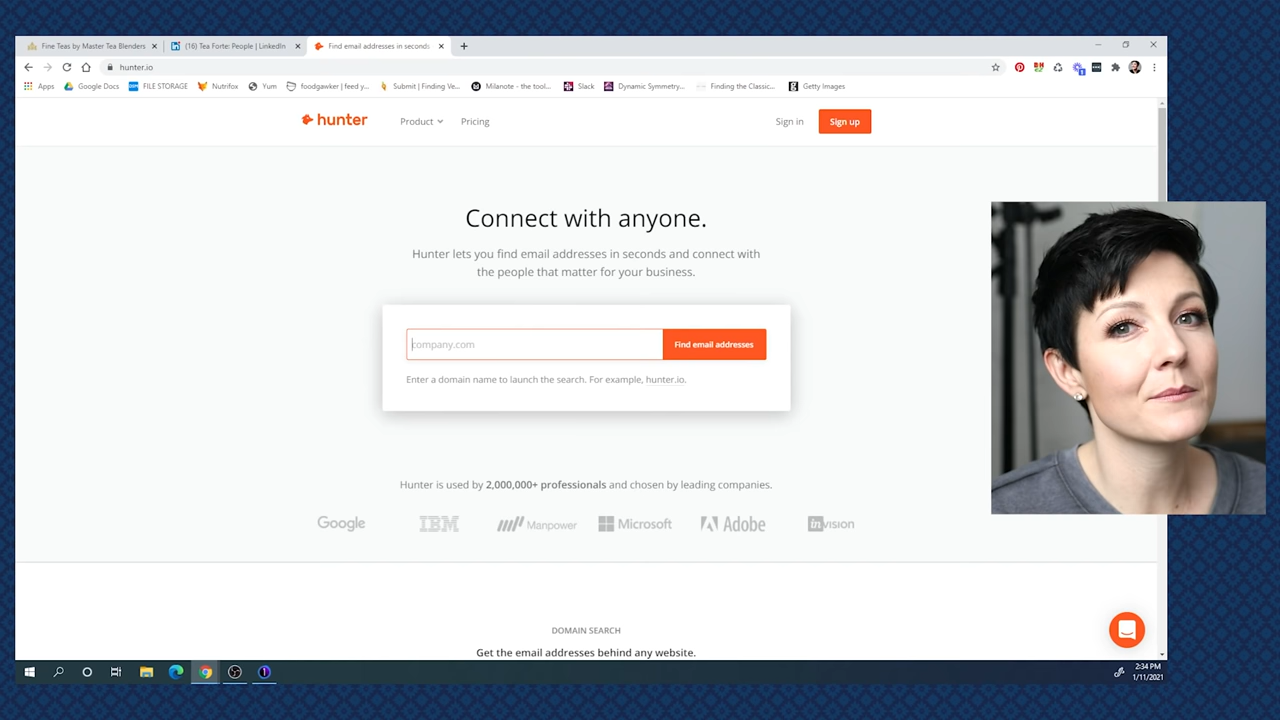 Fine Teas by Master Tea Blenders
(16) Tea Forte: People | LinkedIn
Find email addresses in seconds
hunter.io
Apps
Google Docs
FILE STORAGE
Nutrifox
Yum
foodgawker | feed y...
Submit | Finding Ve...
Milanote - the tool...
Slack
Dynamic Symmetry...
Finding the Classic...
Getty Images
hunter
Product
Pricing
Sign in
Sign up
Connect with anyone.
Hunter lets you find email addresses in seconds and connect with
the people that matter for your business.
company.com
Find email addresses
Enter a domain name to launch the search. For example, hunter.io.
Hunter is used by 2,000,000+ professionals and chosen by leading companies.
Google
IBM
Manpower
Microsoft
Adobe
invision
DOMAIN SEARCH
Get the email addresses behind any website.
2:34 PM
1/11/2021